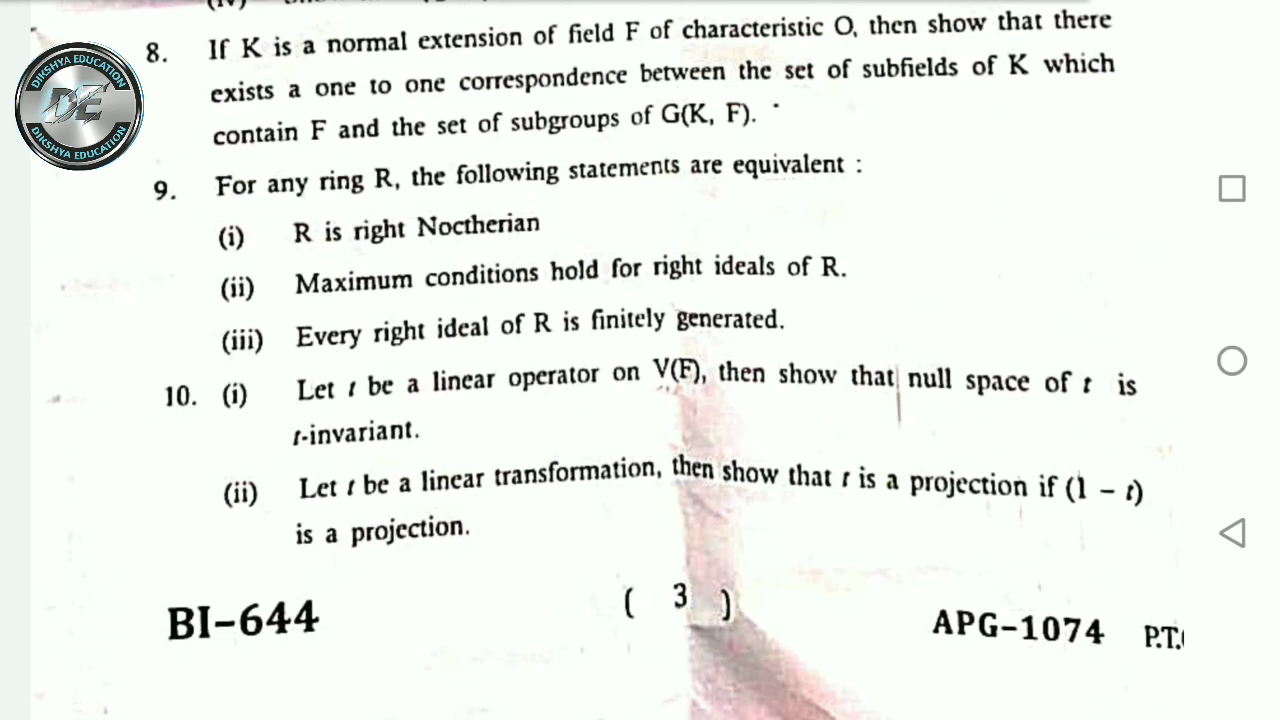 8. If K is a normal extension of field F of characteristic O, then show that there
exists a one to one correspondence between the set of subfields of K which
contain F and the set of subgroups of G(K, F).
9. For any ring R, the following statements are equivalent :
(i) R is right Noctherian
(ii) Maximum conditions hold for right ideals of R.
(iii) Every right ideal of R is finitely generated.
10. (i) Let t be a linear operator on V(F), then show that null space of t is
t-invariant.
(ii) Let t be a linear transformation, then show that t is a projection if (1 - t)
is a projection.
BI-644 ( 3 ) APG-1074 P.T.
DIKSHYA EDUCATION
DE
DIKSHYA EDUCATION